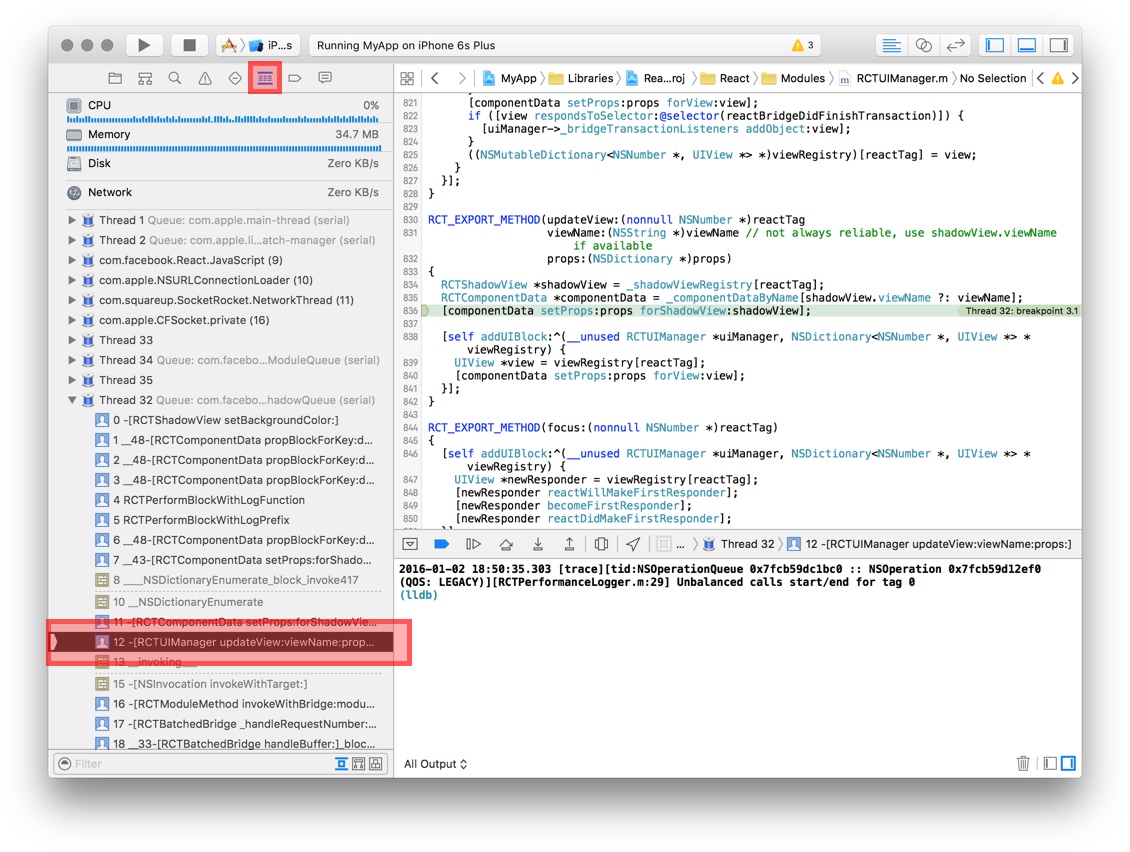 iP...s
Running MyApp on iPhone 6s Plus
3
MyApp
Libraries
Rea...roj
React
Modules
m RCTUIManager.m
No Selection
CPU
0%
Memory
34.7 MB
Disk
Zero KB/s
Network
Zero KB/s
Thread 1 Queue: com.apple.main-thread (serial)
Thread 2 Queue: com.apple.li...atch-manager (serial)
com.facebook.React.JavaScript (9)
com.apple.NSURLConnectionLoader (10)
com.squareup.SocketRocket.NetworkThread (11)
com.apple.CFSocket.private (16)
Thread 33
Thread 34 Queue: com.facebo...ModuleQueue (serial)
Thread 35
Thread 32 Queue: com.facebo...hadowQueue (serial)
0 -[RCTShadowView setBackgroundColor:]
1 __48-[RCTComponentData propBlockForKey:d...
2 __48-[RCTComponentData propBlockForKey:d...
3 __48-[RCTComponentData propBlockForKey:d...
4 RCTPerformBlockWithLogFunction
5 RCTPerformBlockWithLogPrefix
6 __48-[RCTComponentData propBlockForKey:d...
7 __43-[RCTComponentData setProps:forShado...
8 ____NSDictionaryEnumerate_block_invoke417
10 __NSDictionaryEnumerate
11 -[RCTComponentData setProps:forShadowVie...
12 -[RCTUIManager updateView:viewName:prop...
13 __invoking___
15 -[NSInvocation invokeWithTarget:]
16 -[RCTModuleMethod invokeWithBridge:modu...
17 -[RCTBatchedBridge _handleRequestNumber:...
18 __33-[RCTBatchedBridge handleBuffer:]_bloc...
Filter
821 [componentData setProps:props forView:view];
822 if ([view respondsToSelector:@selector(reactBridgeDidFinishTransaction)]) {
823 [uiManager->_bridgeTransactionListeners addObject:view];
824 }
825 ((NSMutableDictionary<NSNumber *, UIView *> *)viewRegistry)[reactTag] = view;
826 }
827 }];
828 }
829
830 RCT_EXPORT_METHOD(updateView:(nonnull NSNumber *)reactTag
831 viewName:(NSString *)viewName // not always reliable, use shadowView.viewName
if available
832 props:(NSDictionary *)props)
833 {
834 RCTShadowView *shadowView = _shadowViewRegistry[reactTag];
835 RCTComponentData *componentData = _componentDataByName[shadowView.viewName ?: viewName];
836 [componentData setProps:props forShadowView:shadowView]; Thread 32: breakpoint 3.1
837
838 [self addUIBlock:^(__unused RCTUIManager *uiManager, NSDictionary<NSNumber *, UIView *> *
viewRegistry) {
839 UIView *view = viewRegistry[reactTag];
840 [componentData setProps:props forView:view];
841 }];
842 }
843
844 RCT_EXPORT_METHOD(focus:(nonnull NSNumber *)reactTag)
845 {
846 [self addUIBlock:^(__unused RCTUIManager *uiManager, NSDictionary<NSNumber *, UIView *> *
viewRegistry) {
847 UIView *newResponder = viewRegistry[reactTag];
848 [newResponder reactWillMakeFirstResponder];
849 [newResponder becomeFirstResponder];
850 [newResponder reactDidMakeFirstResponder];
...
Thread 32
12 -[RCTUIManager updateView:viewName:props:]
2016-01-02 18:50:35.303 [trace][tid:NSOperationQueue 0x7fcb59dc1bc0 :: NSOperation 0x7fcb59d12ef0
(QOS: LEGACY)][RCTPerformanceLogger.m:29] Unbalanced calls start/end for tag 0
(lldb)
All Output